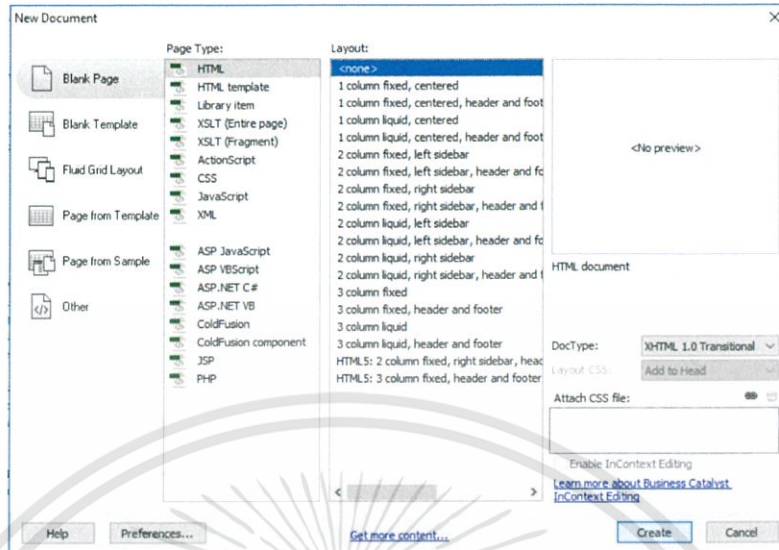 New Document
Page Type:
Layout:
Blank Page
Blank Template
Fluid Grid Layout
Page from Template
Page from Sample
Other
HTML
HTML template
Library item
XSLT (Entire page)
XSLT (Fragment)
ActionScript
CSS
JavaScript
XML
ASP JavaScript
ASP VBScript
ASP.NET C#
ASP.NET VB
ColdFusion
ColdFusion component
JSP
PHP
<none>
1 column fixed, centered
1 column fixed, centered, header and foot
1 column liquid, centered
1 column liquid, centered, header and foot
2 column fixed, left sidebar
2 column fixed, left sidebar, header and fo
2 column fixed, right sidebar
2 column fixed, right sidebar, header and f
2 column liquid, left sidebar
2 column liquid, left sidebar, header and fo
2 column liquid, right sidebar
2 column liquid, right sidebar, header and f
3 column fixed
3 column fixed, header and footer
3 column liquid
3 column liquid, header and footer
HTML5: 2 column fixed, right sidebar, head
HTML5: 3 column fixed, header and footer
<No preview>
HTML document
DocType: XHTML 1.0 Transitional
Layout CSS: Add to Head
Attach CSS file:
Enable InContext Editing
Learn more about Business Catalyst
InContext Editing
Help
Preferences...
Get more content...
Create
Cancel